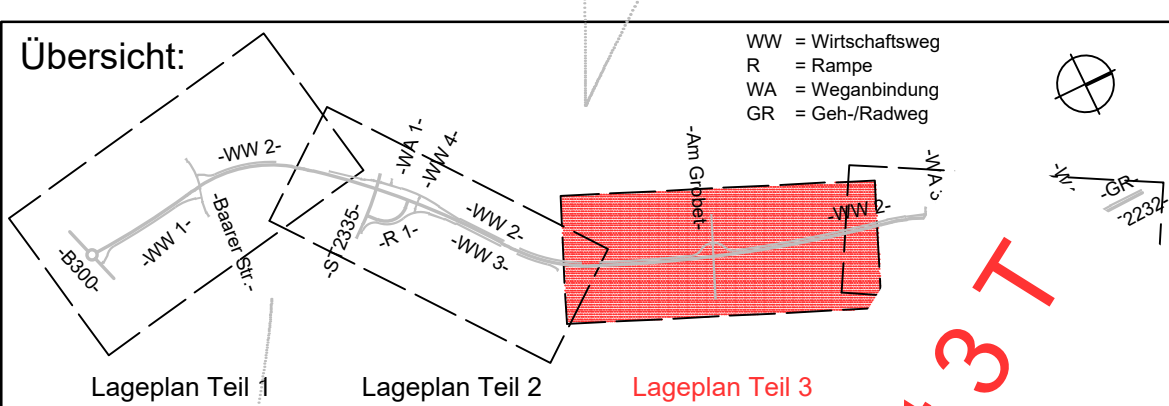 Übersicht:
WW = Wirtschaftsweg
R = Rampe
WA = Weganbindung
GR = Geh-/Radweg
-B300-
-WW 1-
-WW 2-
-Baarer Str.-
-WA 1-
-WW 4-
-ST2335-
-R 1-
-WW 2-
-WW 3-
-Am Grobet-
-WW 2-
-WA
-GR-
-2232-
3 T
Lageplan Teil 1
Lageplan Teil 2
Lageplan Teil 3